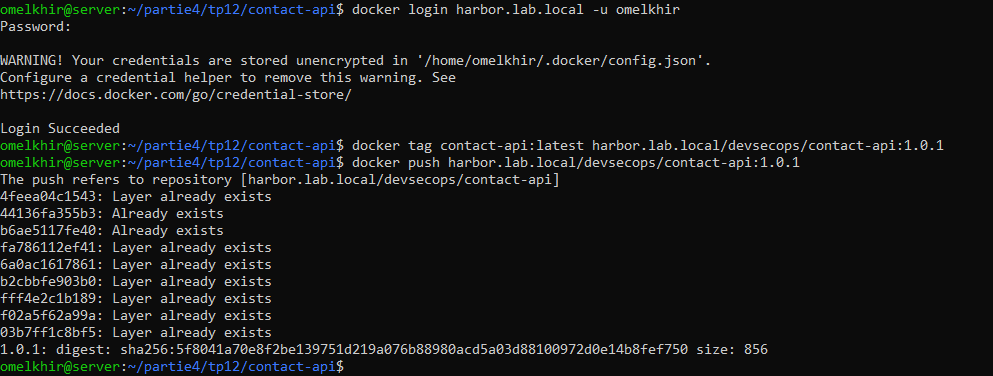 omelkhir@server:~/partie4/tp12/contact-api$ docker login harbor.lab.local -u omelkhir
Password:
WARNING! Your credentials are stored unencrypted in '/home/omelkhir/.docker/config.json'.
Configure a credential helper to remove this warning. See
https://docs.docker.com/go/credential-store/
Login Succeeded
omelkhir@server:~/partie4/tp12/contact-api$ docker tag contact-api:latest harbor.lab.local/devsecops/contact-api:1.0.1
omelkhir@server:~/partie4/tp12/contact-api$ docker push harbor.lab.local/devsecops/contact-api:1.0.1
The push refers to repository [harbor.lab.local/devsecops/contact-api]
4feea04c1543: Layer already exists
44136fa355b3: Already exists
b6ae5117fe40: Already exists
fa786112ef41: Layer already exists
6a0ac1617861: Layer already exists
b2cbbfe903b0: Layer already exists
fff4e2c1b189: Layer already exists
f02a5f62a99a: Layer already exists
03b7ff1c8bf5: Layer already exists
1.0.1: digest: sha256:5f8041a70e8f2be139751d219a076b88980acd5a03d88100972d0e14b8fef750 size: 856
omelkhir@server:~/partie4/tp12/contact-api$